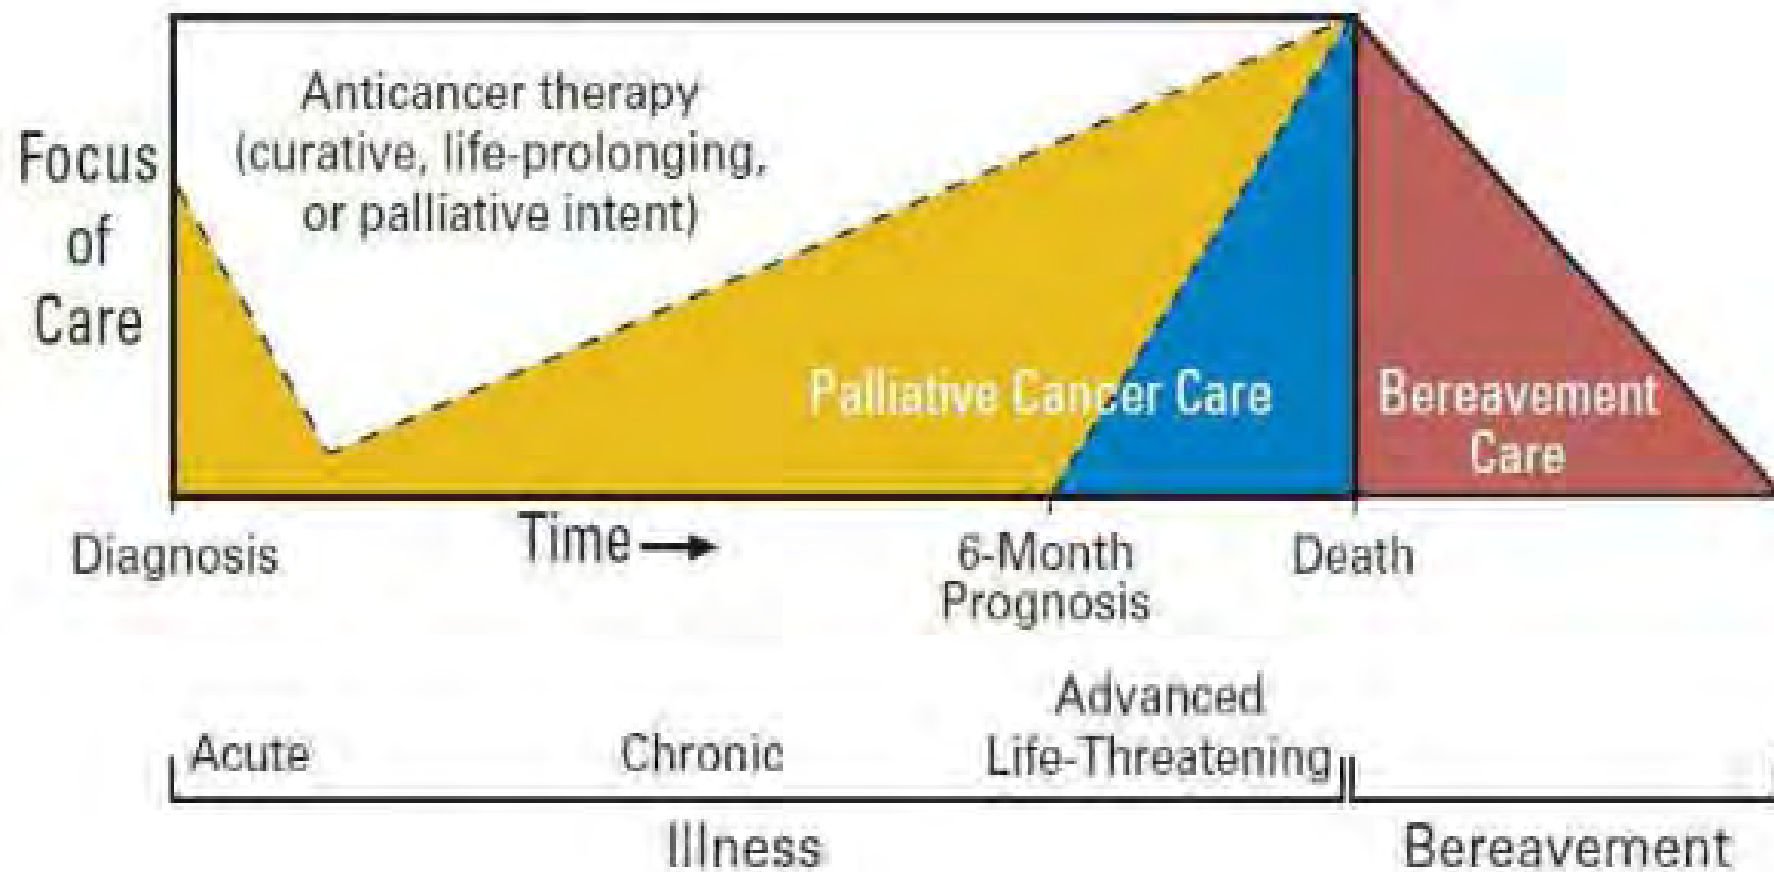 Anticancer therapy
(curative, life-prolonging,
or palliative intent)
Focus
of
Care
Palliative Cancer Care
Bereavement
Care
Diagnosis
Time
6-Month
Prognosis
Death
Acute
Chronic
Advanced
Life-Threatening
Illness
Bereavement